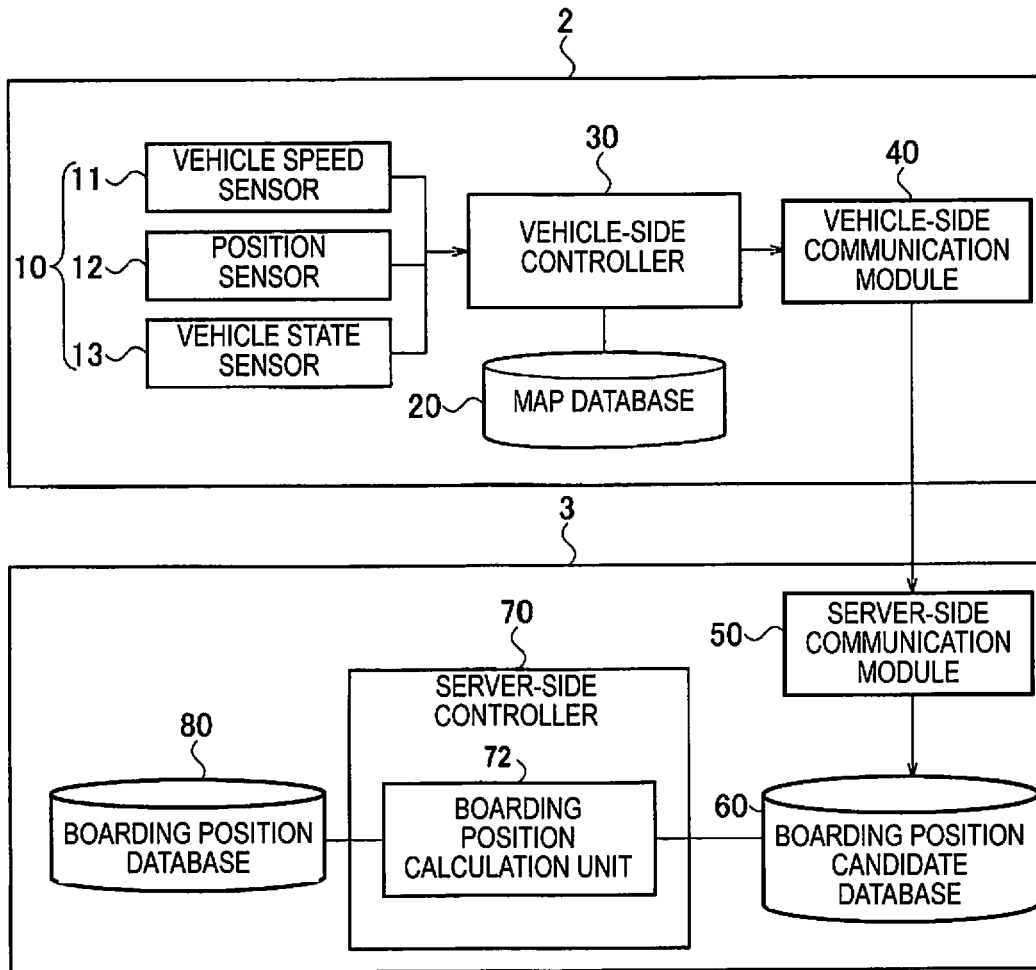 2
30
40
11
VEHICLE SPEED
SENSOR
VEHICLE-SIDE
CONTROLLER
VEHICLE-SIDE
COMMUNICATION
MODULE
10
12
POSITION
SENSOR
13
VEHICLE STATE
SENSOR
20
MAP DATABASE
3
50
SERVER-SIDE
COMMUNICATION
MODULE
70
SERVER-SIDE
CONTROLLER
80
72
60
BOARDING POSITION
DATABASE
BOARDING
POSITION
CALCULATION UNIT
BOARDING POSITION
CANDIDATE
DATABASE